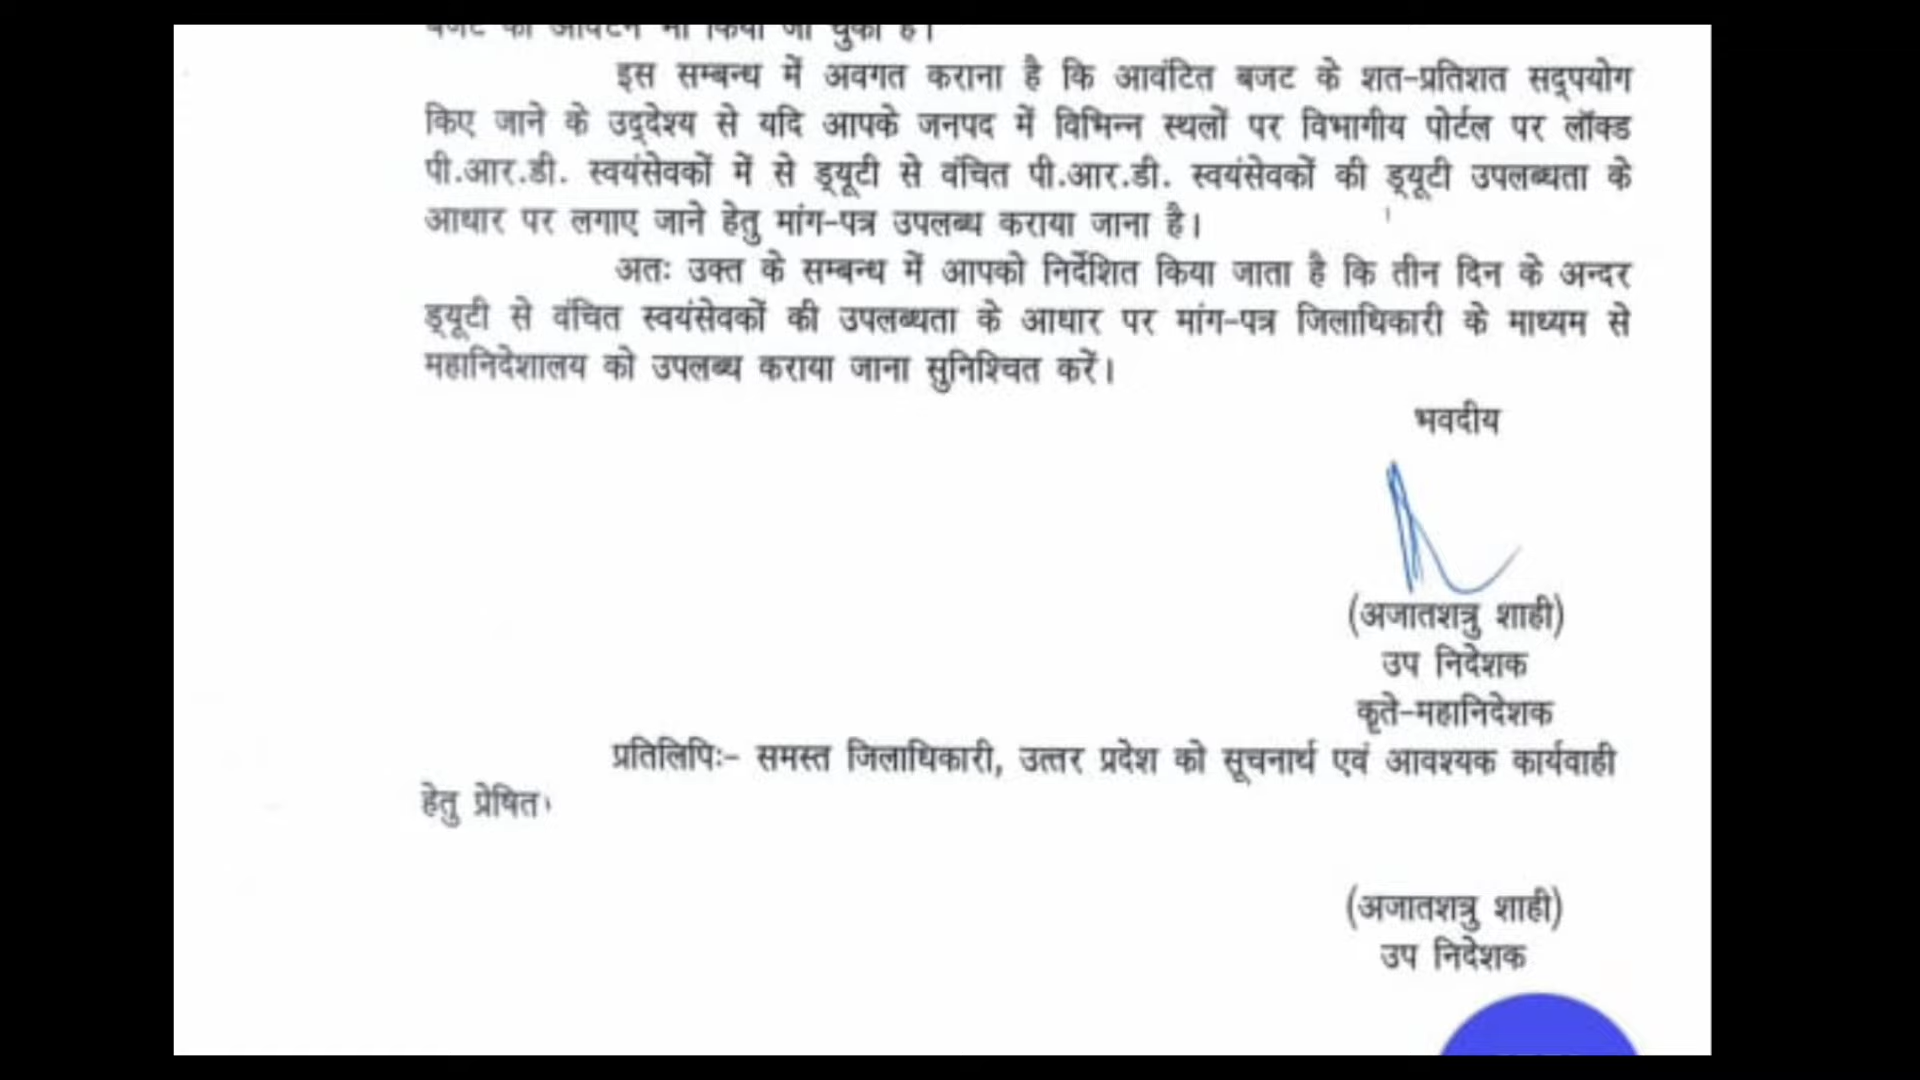 बजट का आवंटन भी किया जा चुका है।
इस सम्बन्ध में अवगत कराना है कि आवंटित बजट के शत-प्रतिशत सद्पयोग
किए जाने के उद्देश्य से यदि आपके जनपद में विभिन्न स्थलों पर विभागीय पोर्टल पर लॉक्ड
पी.आर.डी. स्वयंसेवकों में से ड्यूटी से वंचित पी.आर.डी. स्वयंसेवकों की ड्यूटी उपलब्धता के
आधार पर लगाए जाने हेतु मांग-पत्र उपलब्ध कराया जाना है।
अतः उक्त के सम्बन्ध में आपको निर्देशित किया जाता है कि तीन दिन के अन्दर
ड्यूटी से वंचित स्वयंसेवकों की उपलब्धता के आधार पर मांग-पत्र जिलाधिकारी के माध्यम से
महानिदेशालय को उपलब्ध कराया जाना सुनिश्चित करें।
भवदीय
(अजातशत्रु शाही)
उप निदेशक
कृते-महानिदेशक
प्रतिलिपिः- समस्त जिलाधिकारी, उत्तर प्रदेश को सूचनार्थ एवं आवश्यक कार्यवाही
हेतु प्रेषित।
(अजातशत्रु शाही)
उप निदेशक